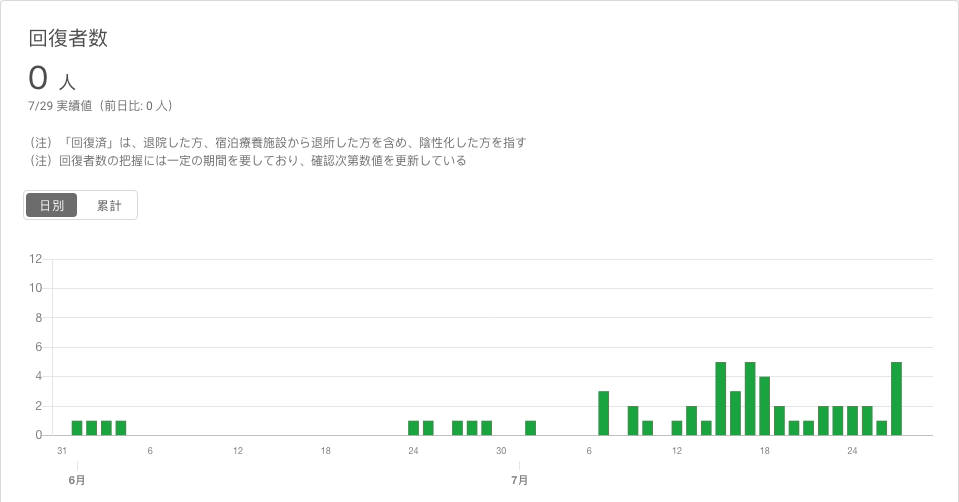 回復者数
0 人
7/29 実績値（前日比: 0 人）
（注）「回復済」は、退院した方、宿泊療養施設から退所した方を含め、陰性化した方を指す
（注）回復者数の把握には一定の期間を要しており、確認次第数値を更新している
日別 累計
12
10
8
6
4
2
0
31 6 12 18 24 30 6 12 18 24
6月 7月